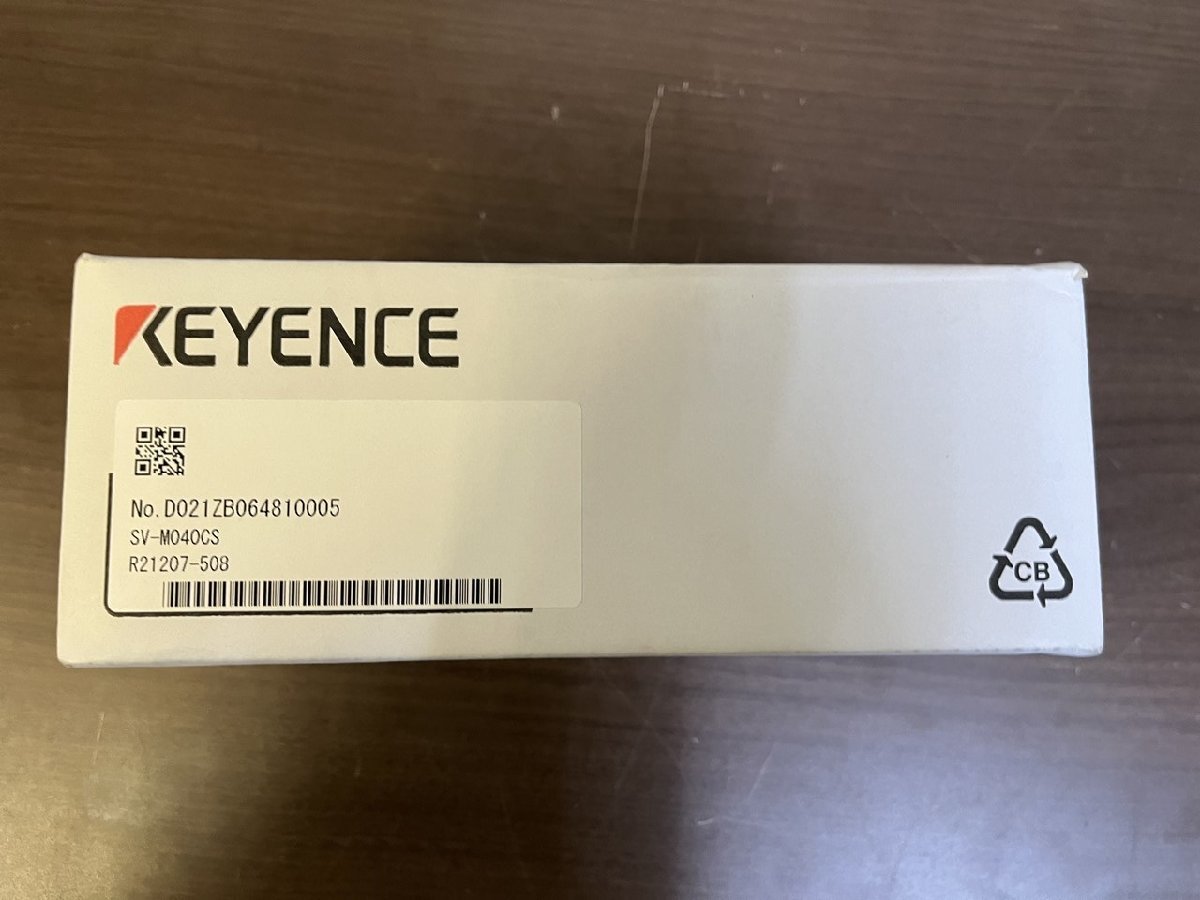 KEYENCE
No. D021ZB064810005
SV-M040CS
R21207-508
CB